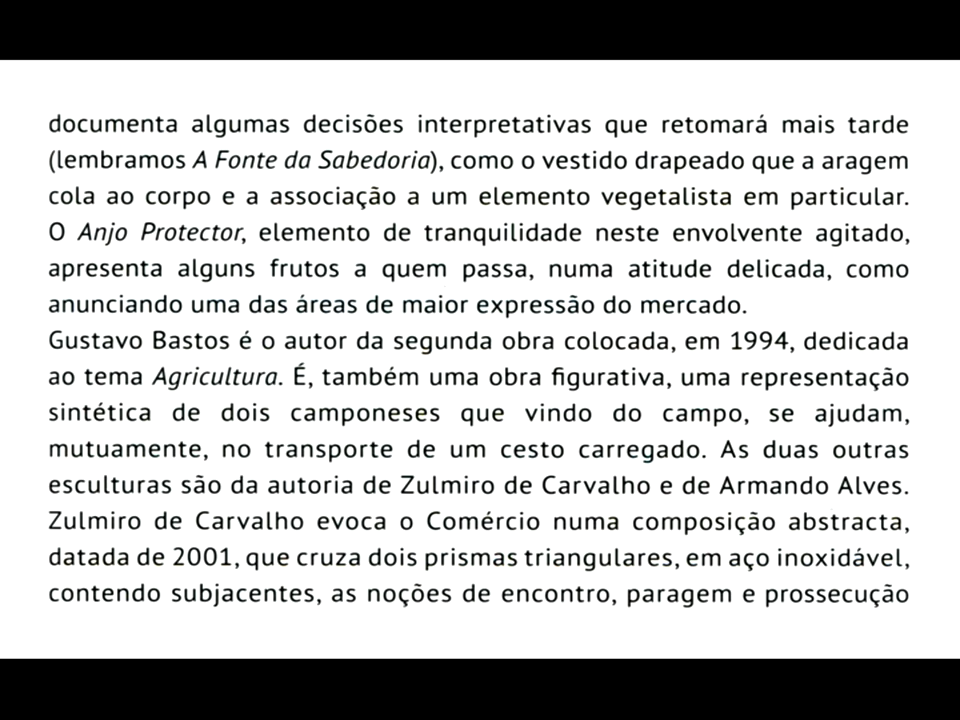 documenta algumas decisões interpretativas que retomará mais tarde
(lembramos A Fonte da Sabedoria), como o vestido drapeado que a aragem
cola ao corpo e a associação a um elemento vegetalista em particular.
O Anjo Protector, elemento de tranquilidade neste envolvente agitado,
apresenta alguns frutos a quem passa, numa atitude delicada, como
anunciando uma das áreas de maior expressão do mercado.
Gustavo Bastos é o autor da segunda obra colocada, em 1994, dedicada
ao tema Agricultura. É, também uma obra figurativa, uma representação
sintética de dois camponeses que vindo do campo, se ajudam,
mutuamente, no transporte de um cesto carregado. As duas outras
esculturas são da autoria de Zulmiro de Carvalho e de Armando Alves.
Zulmiro de Carvalho evoca o Comércio numa composição abstracta,
datada de 2001, que cruza dois prismas triangulares, em aço inoxidável,
contendo subjacentes, as noções de encontro, paragem e prossecução